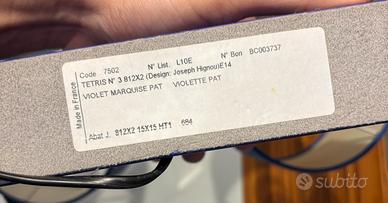 Code 7502 N° List. L10E N° Bon BC003737
TETRIS N° 3 812X2 (Design: Joseph Hignou)E14
VIOLET MARQUISE PAT VIOLETTE PAT
Abat J. 812X2 15X15 HT1 684
Made in France
subito